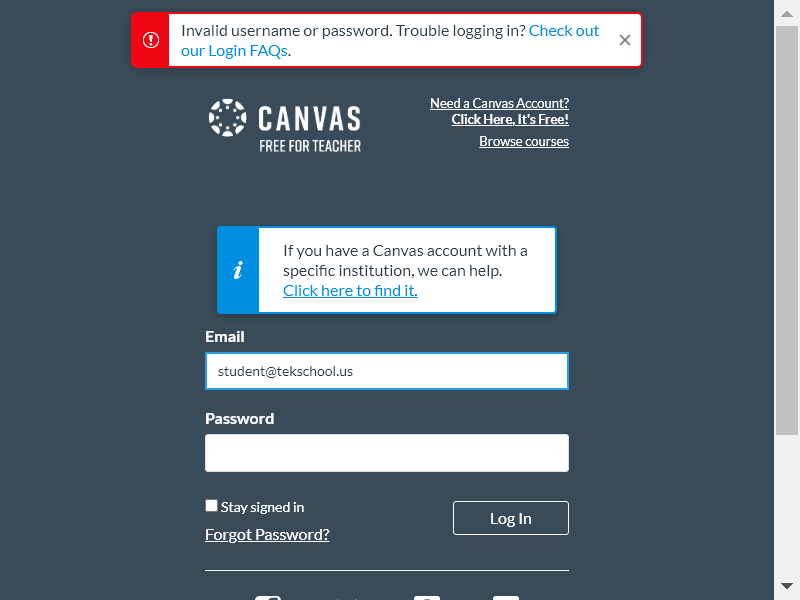 Invalid username or password. Trouble logging in? Check out
our Login FAQs.
CANVAS
FREE FOR TEACHER
Need a Canvas Account?
Click Here, It's Free!
Browse courses
i
If you have a Canvas account with a
specific institution, we can help.
Click here to find it.
Email
student@tekschool.us
Password
Stay signed in
Log In
Forgot Password?